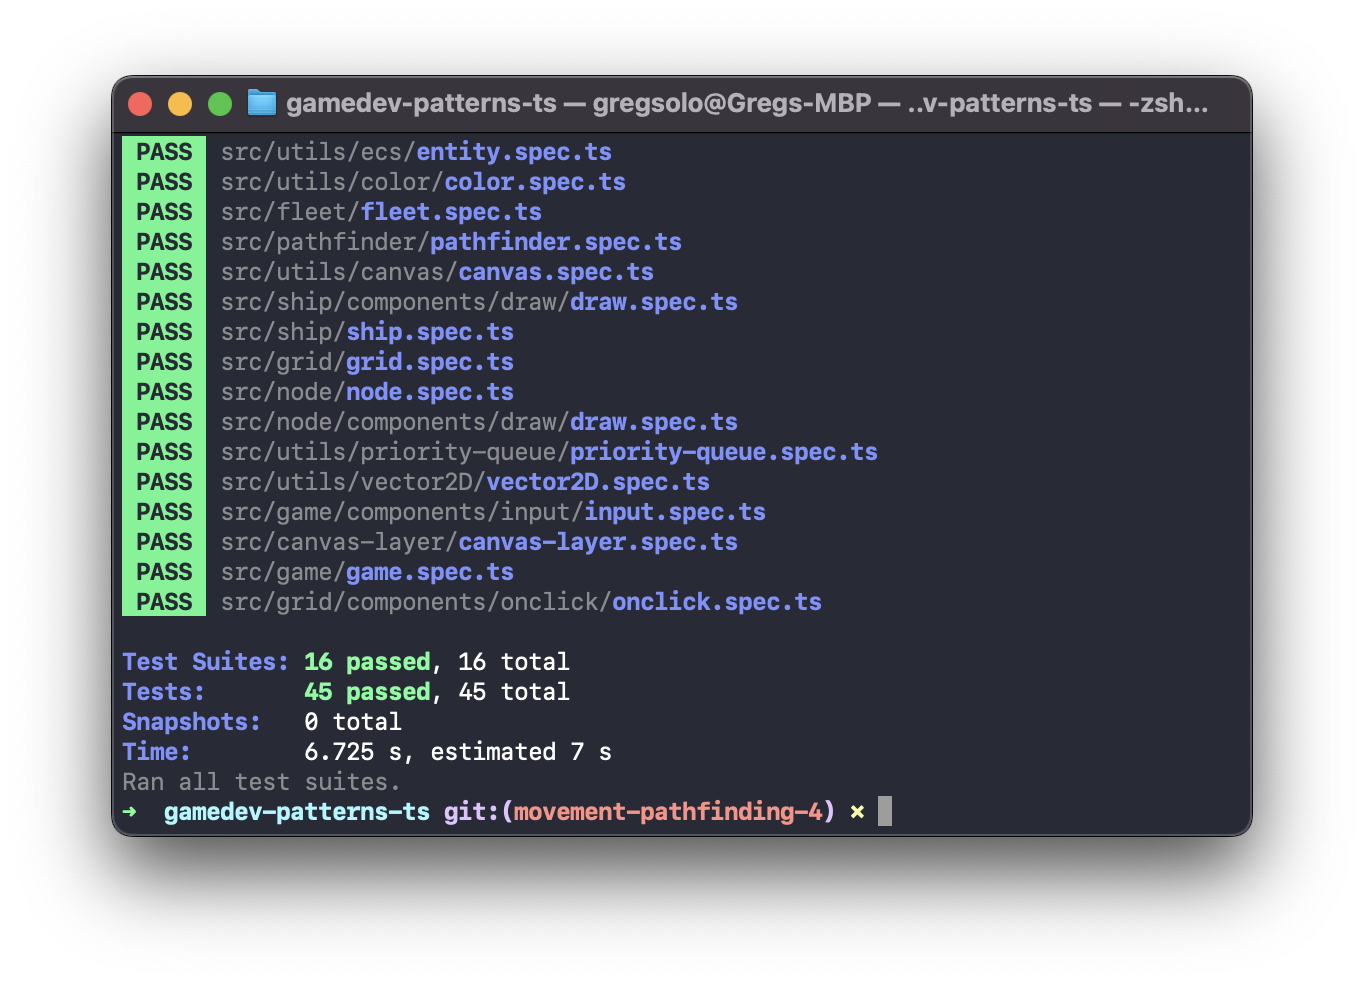 gamedev-patterns-ts — gregsolo@Gregs-MBP — ..v-patterns-ts — -zsh...
PASS src/utils/ecs/entity.spec.ts
PASS src/utils/color/color.spec.ts
PASS src/fleet/fleet.spec.ts
PASS src/pathfinder/pathfinder.spec.ts
PASS src/utils/canvas/canvas.spec.ts
PASS src/ship/components/draw/draw.spec.ts
PASS src/ship/ship.spec.ts
PASS src/grid/grid.spec.ts
PASS src/node/node.spec.ts
PASS src/node/components/draw/draw.spec.ts
PASS src/utils/priority-queue/priority-queue.spec.ts
PASS src/utils/vector2D/vector2D.spec.ts
PASS src/game/components/input/input.spec.ts
PASS src/canvas-layer/canvas-layer.spec.ts
PASS src/game/game.spec.ts
PASS src/grid/components/onclick/onclick.spec.ts
Test Suites: 16 passed, 16 total
Tests: 45 passed, 45 total
Snapshots: 0 total
Time: 6.725 s, estimated 7 s
Ran all test suites.
➜ gamedev-patterns-ts git:(movement-pathfinding-4) ✗